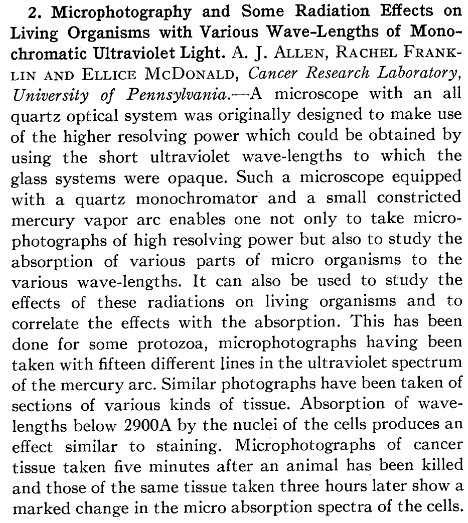 2. Microphotography and Some Radiation Effects on
Living Organisms with Various Wave-Lengths of Mono-
chromatic Ultraviolet Light. A. J. ALLEN, RACHEL FRANK-
LIN AND ELLICE MCDONALD, Cancer Research Laboratory,
University of Pennsylvania.—A microscope with an all
quartz optical system was originally designed to make use
of the higher resolving power which could be obtained by
using the short ultraviolet wave-lengths to which the
glass systems were opaque. Such a microscope equipped
with a quartz monochromator and a small constricted
mercury vapor arc enables one not only to take micro-
photographs of high resolving power but also to study the
absorption of various parts of micro organisms to the
various wave-lengths. It can also be used to study the
effects of these radiations on living organisms and to
correlate the effects with the absorption. This has been
done for some protozoa, microphotographs having been
taken with fifteen different lines in the ultraviolet spectrum
of the mercury arc. Similar photographs have been taken of
sections of various kinds of tissue. Absorption of wave-
lengths below 2900A by the nuclei of the cells produces an
effect similar to staining. Microphotographs of cancer
tissue taken five minutes after an animal has been killed
and those of the same tissue taken three hours later show a
marked change in the micro absorption spectra of the cells.